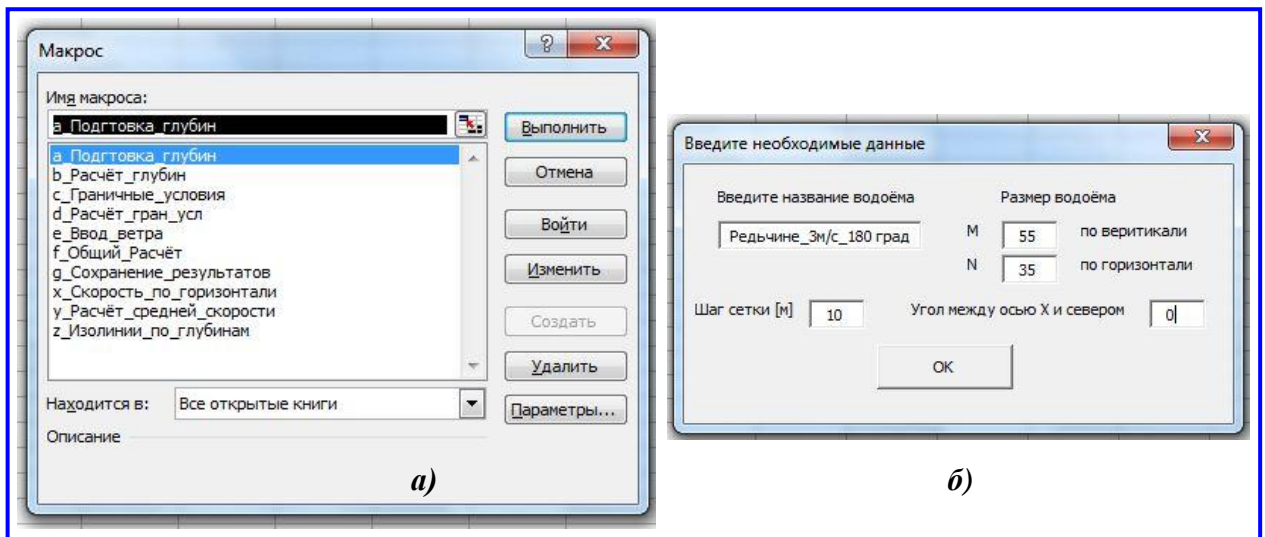 Макрос
Имя макроса:
а_Подгтовка_глубин
а_Подгтовка_глубин
b_Расчёт_глубин
c_Граничные_условия
d_Расчёт_гран_усл
e_Ввод_ветра
f_Общий_Расчёт
g_Сохранение_результатов
x_Скорость_по_горизонтали
y_Расчёт_средней_скорости
z_Изолинии_по_глубинам
Выполнить
Отмена
Войти
Изменить
Создать
Удалить
Параметры...
Находится в: Все открытые книги
Описание
а)
Введите необходимые данные
Введите название водоёма Размер водоёма
Редьчине_3м/с_180 град M 55 по веритикали
N 35 по горизонтали
Шаг сетки [м] 10 Угол между осью X и севером 0
OK
б)